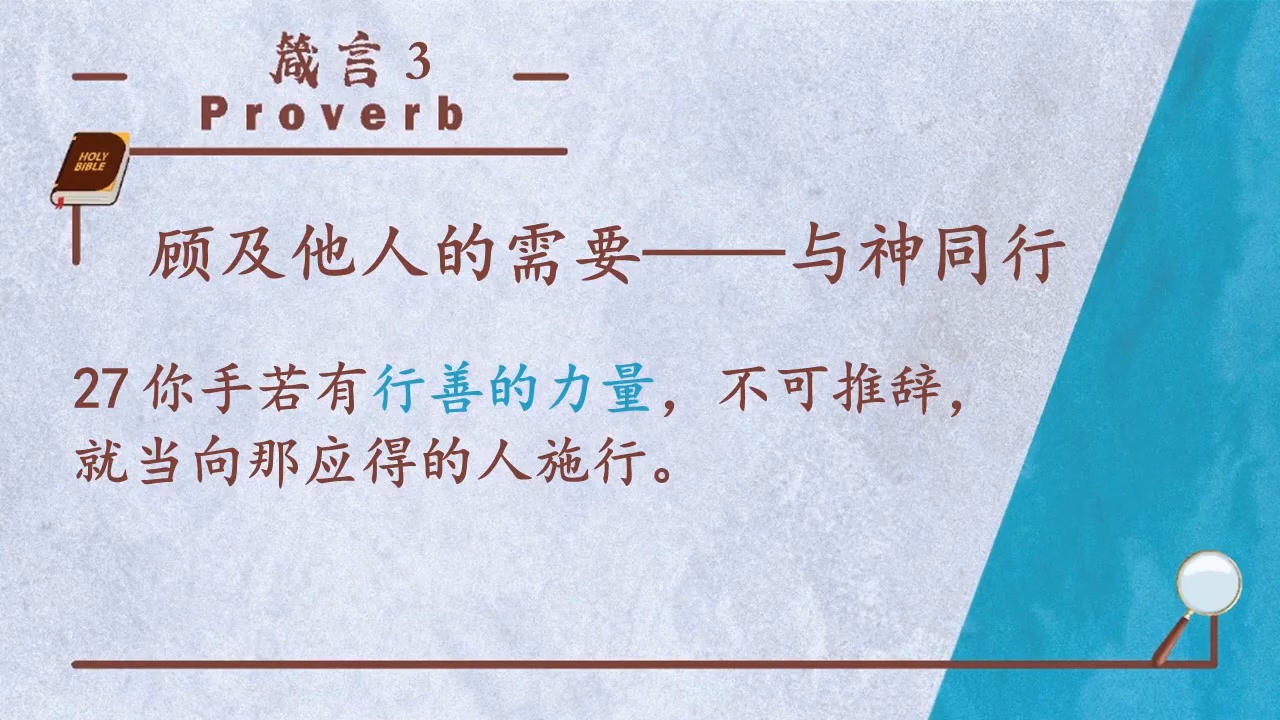 箴言 3
Proverb
HOLY
BIBLE
顾及他人的需要——与神同行
27 你手若有行善的力量，不可推辞，
就当向那应得的人施行。